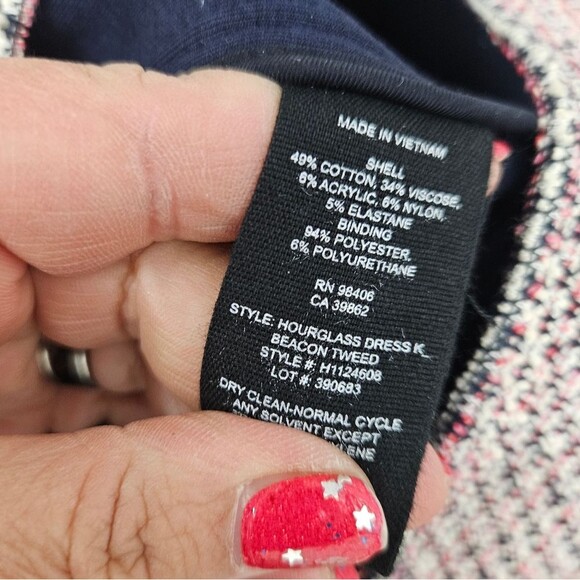 MADE IN VIETNAM
SHELL
49% COTTON, 34% VISCOSE,
6% ACRYLIC, 6% NYLON,
5% ELASTANE
BINDING
94% POLYESTER,
6% POLYURETHANE
RN 98406
CA 39862
STYLE: HOURGLASS DRESS K_
BEACON TWEED
STYLE #: H1124608
LOT #: 390683
DRY CLEAN-NORMAL CYCLE
ANY SOLVENT EXCEPT